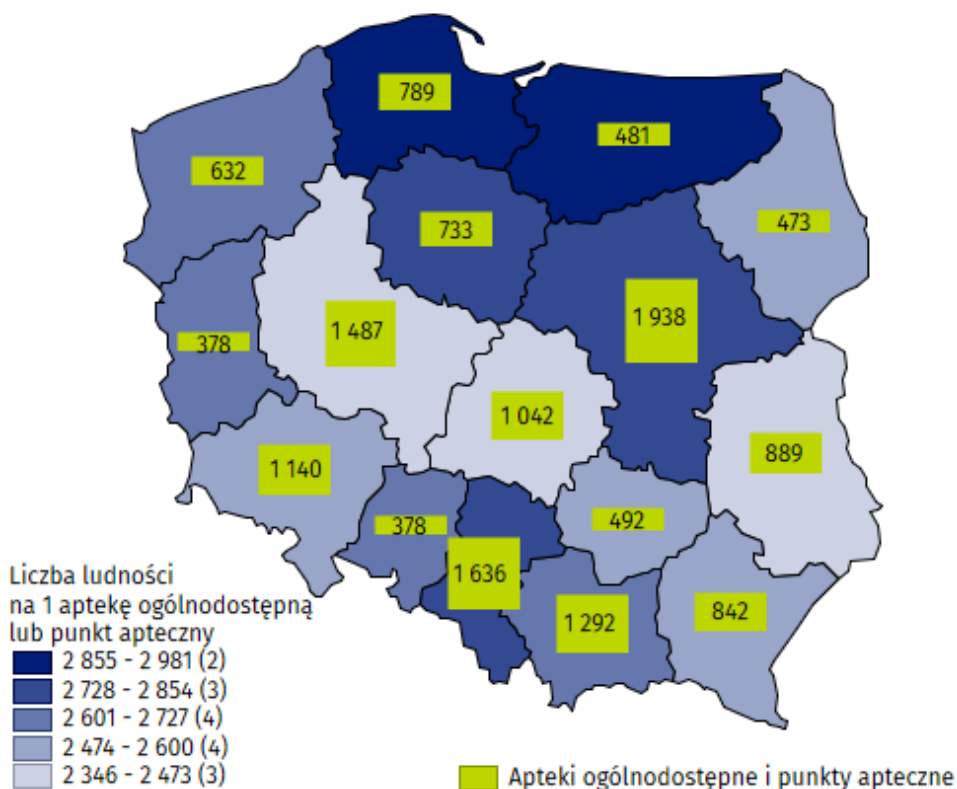 789
481
632
473
733
1 938
1 487
378
1 042
889
1 140
492
378
1 636
842
1 292
Liczba ludności
na 1 aptekę ogólnodostępną
lub punkt apteczny
2 855 - 2 981 (2)
2 728 - 2 854 (3)
2 601 - 2 727 (4)
2 474 - 2 600 (4)
2 346 - 2 473 (3)
Apteki ogólnodostępne i punkty apteczne